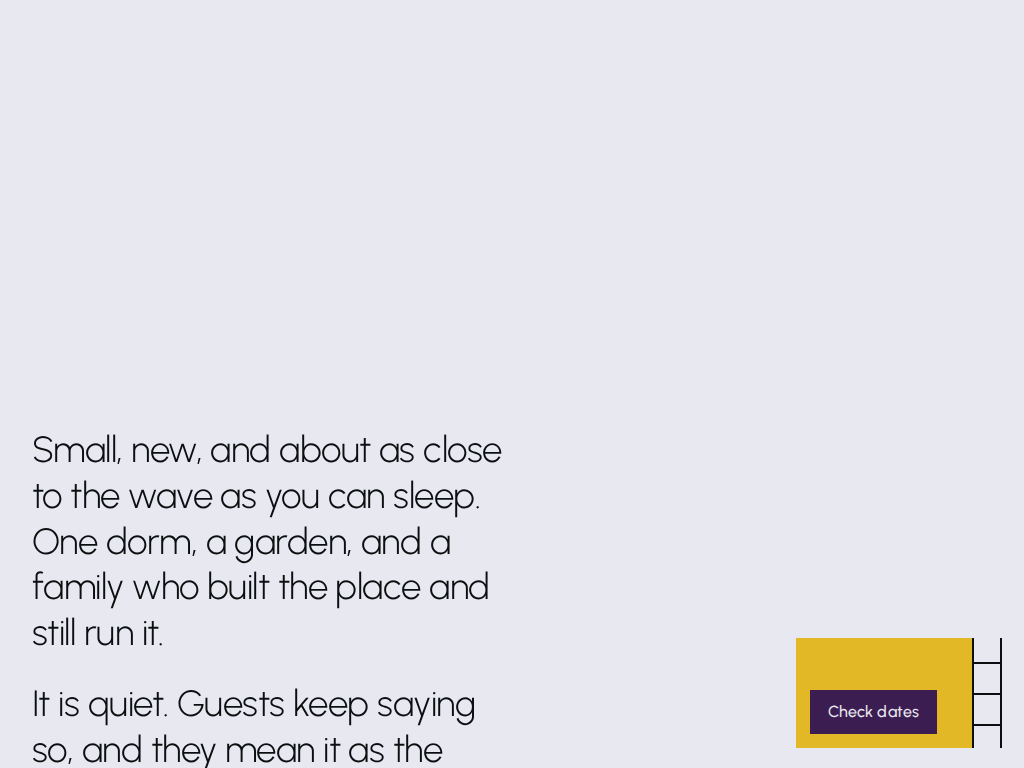 Small, new, and about as close
to the wave as you can sleep.
One dorm, a garden, and a
family who built the place and
still run it.
It is quiet. Guests keep saying
so, and they mean it as the
Check dates